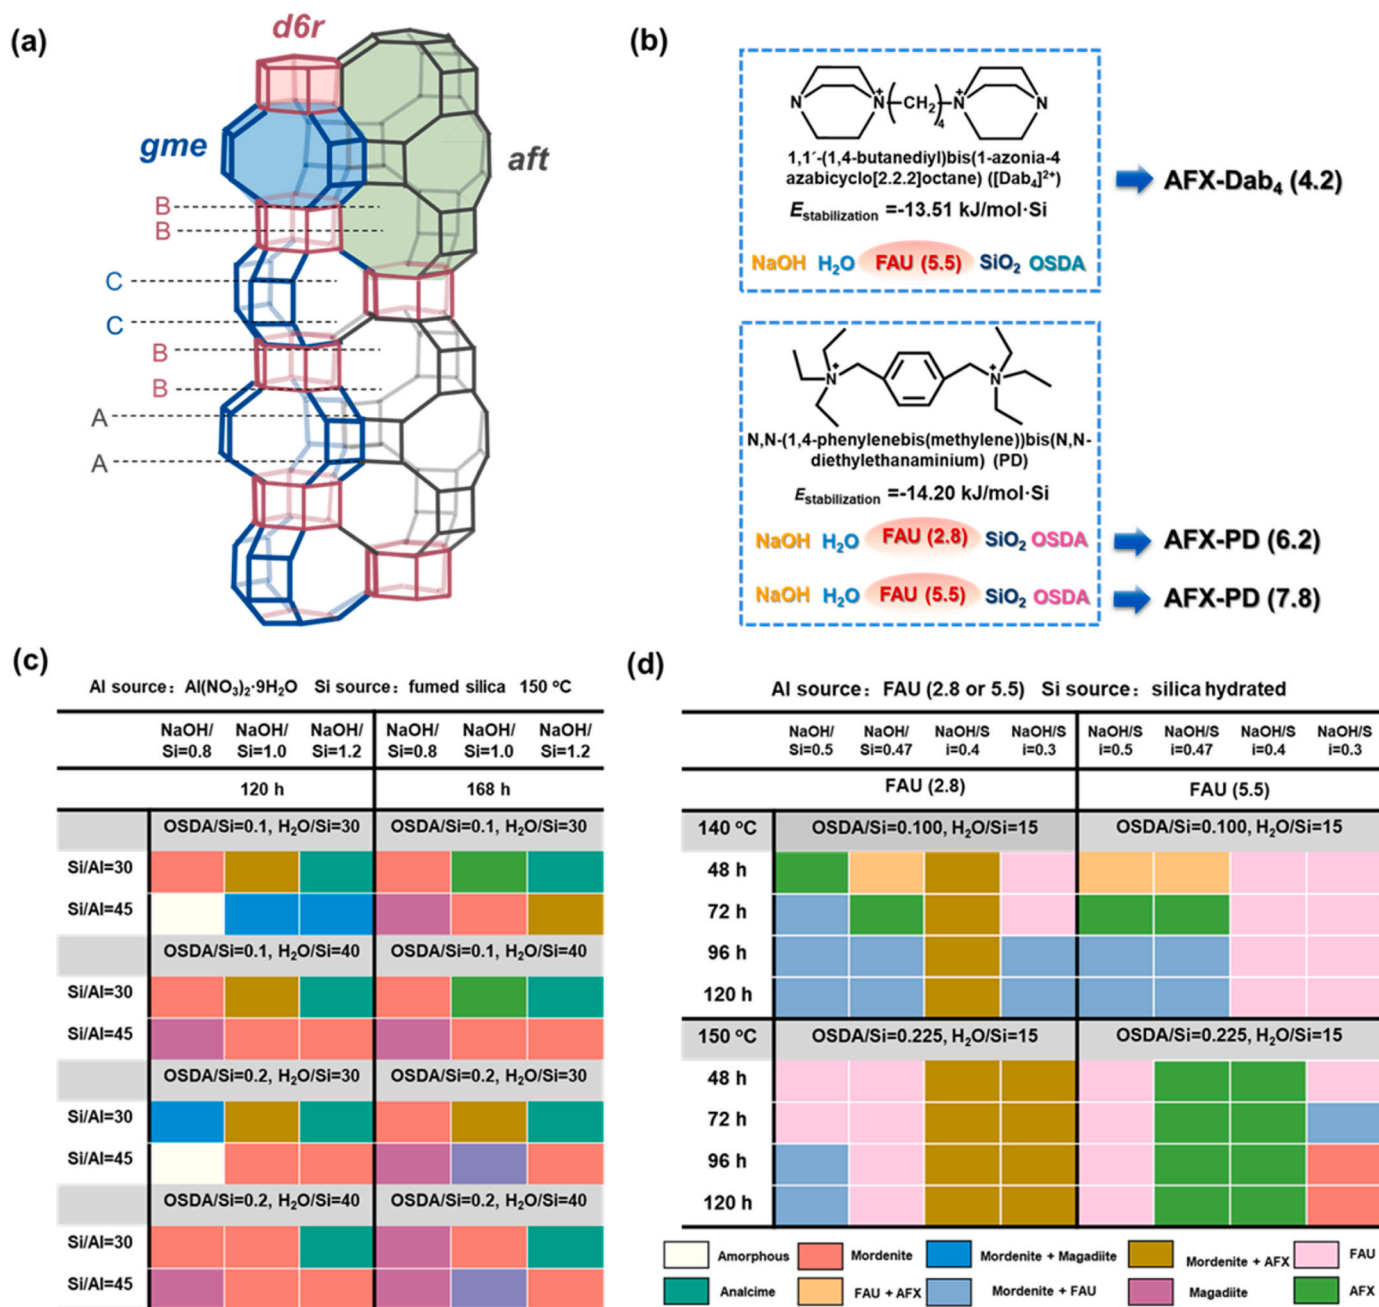 (a)
d6r
gme
aft
B
B
C
C
B
B
A
A
(b)
N N + (CH2)4 N + N
1,1´-(1,4-butanediyl)bis(1-azonia-4
azabicyclo[2.2.2]octane) ([Dab4]2+)
Estabilization =-13.51 kJ/mol·Si
NaOH H2O FAU (5.5) SiO2 OSDA
AFX-Dab4 (4.2)
N + N +
N,N-(1,4-phenylenebis(methylene))bis(N,N-
diethylethanaminium) (PD)
Estabilization =-14.20 kJ/mol·Si
NaOH H2O FAU (2.8) SiO2 OSDA
AFX-PD (6.2)
NaOH H2O FAU (5.5) SiO2 OSDA
AFX-PD (7.8)
(c)
Al source: Al(NO3)2·9H2O Si source: fumed silica 150 oC
NaOH/ NaOH/ NaOH/ NaOH/ NaOH/ NaOH/
Si=0.8 Si=1.0 Si=1.2 Si=0.8 Si=1.0 Si=1.2
120 h 168 h
OSDA/Si=0.1, H2O/Si=30 OSDA/Si=0.1, H2O/Si=30
Si/Al=30
Si/Al=45
OSDA/Si=0.1, H2O/Si=40 OSDA/Si=0.1, H2O/Si=40
Si/Al=30
Si/Al=45
OSDA/Si=0.2, H2O/Si=30 OSDA/Si=0.2, H2O/Si=30
Si/Al=30
Si/Al=45
OSDA/Si=0.2, H2O/Si=40 OSDA/Si=0.2, H2O/Si=40
Si/Al=30
Si/Al=45
(d)
Al source: FAU (2.8 or 5.5) Si source: silica hydrated
NaOH/ NaOH/ NaOH/S NaOH/S NaOH/S NaOH/S NaOH/S NaOH/S
Si=0.5 Si=0.47 i=0.4 i=0.3 i=0.5 i=0.47 i=0.4 i=0.3
FAU (2.8) FAU (5.5)
140 oC OSDA/Si=0.100, H2O/Si=15 OSDA/Si=0.100, H2O/Si=15
48 h
72 h
96 h
120 h
150 oC OSDA/Si=0.225, H2O/Si=15 OSDA/Si=0.225, H2O/Si=15
48 h
72 h
96 h
120 h
Amorphous Mordenite Mordenite + Magadiite Mordenite + AFX FAU
Analcime FAU + AFX Mordenite + FAU Magadiite AFX